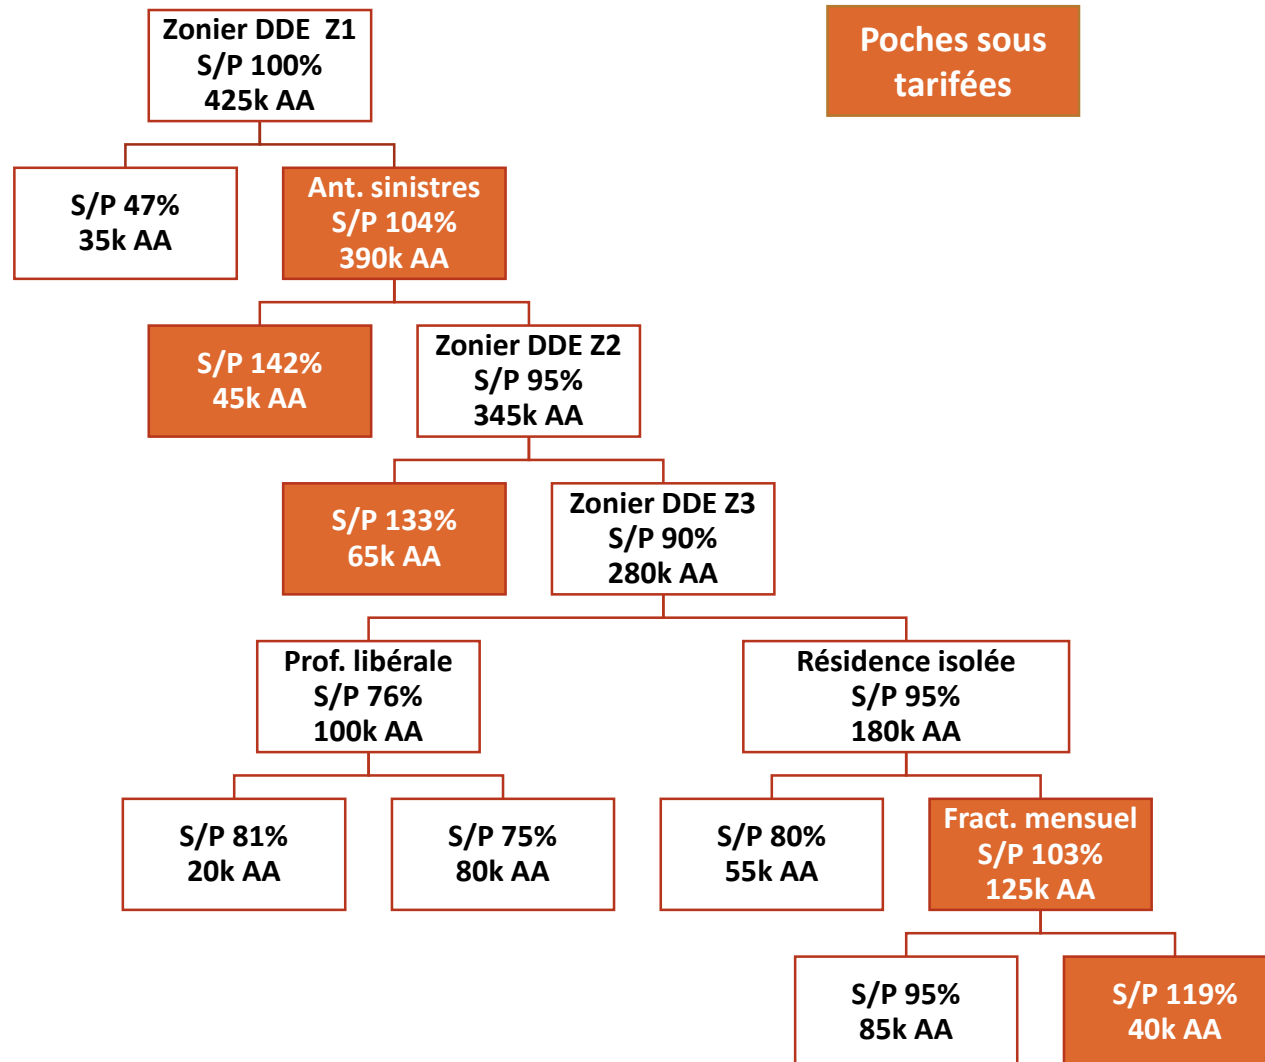 Zonier DDE  Z1
S/P 100%
425k AA
Poches sous
tarifées
S/P 47%
35k AA
Ant. sinistres
S/P 104%
390k AA
S/P 142%
45k AA
Zonier DDE Z2
S/P 95%
345k AA
S/P 133%
65k AA
Zonier DDE Z3
S/P 90%
280k AA
Prof. libérale
S/P 76%
100k AA
Résidence isolée
S/P 95%
180k AA
S/P 81%
20k AA
S/P 75%
80k AA
S/P 80%
55k AA
Fract. mensuel
S/P 103%
125k AA
S/P 95%
85k AA
S/P 119%
40k AA